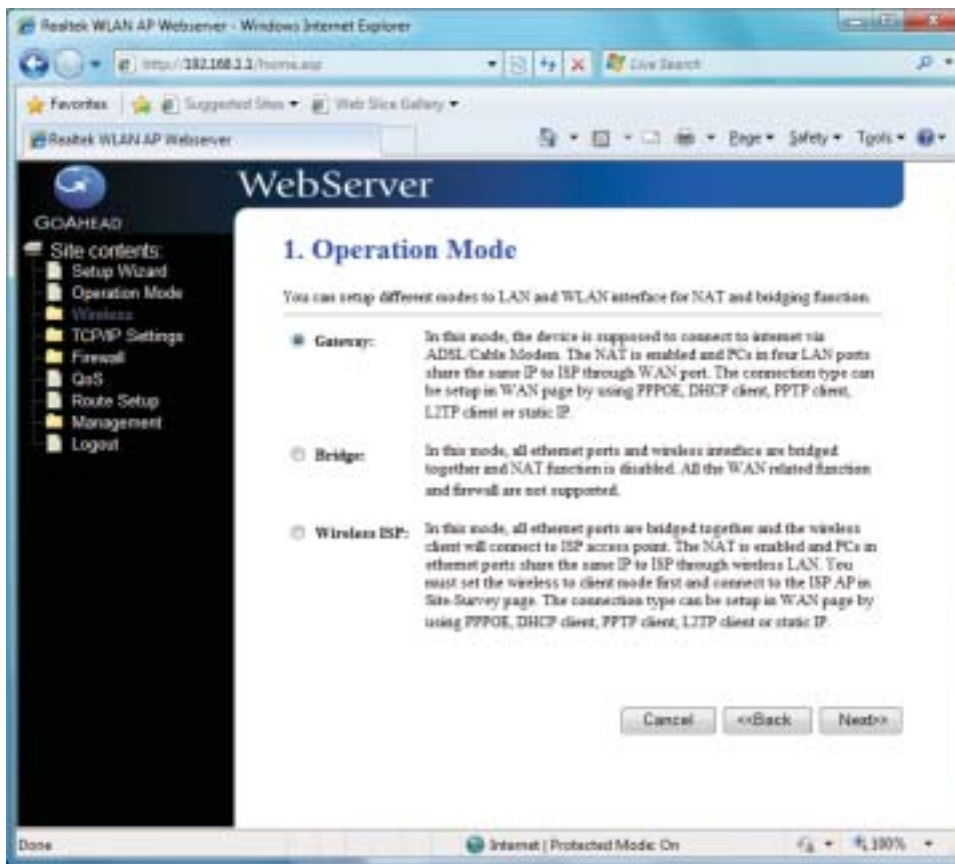 Realtek WLAN AP Webserver - Windows Internet Explorer
http://192.168.1.1/home.asp
Live Search
Favorites
Suggested Sites
Web Slice Gallery
Realtek WLAN AP Webserver
Page
Safety
Tools
GOAHEAD
WebServer
Site contents:
Setup Wizard
Operation Mode
Wireless
TCP/IP Settings
Firewall
QoS
Route Setup
Management
Logout
1. Operation Mode
You can setup different modes to LAN and WLAN interface for NAT and bridging function.
Gateway:
In this mode, the device is supposed to connect to internet via
ADSL/Cable Modem. The NAT is enabled and PCs in four LAN ports
share the same IP to ISP through WAN port. The connection type can
be setup in WAN page by using PPPOE, DHCP client, PPTP client,
L2TP client or static IP.
Bridge:
In this mode, all ethernet ports and wireless interface are bridged
together and NAT function is disabled. All the WAN related function
and firewall are not supported.
Wireless ISP:
In this mode, all ethernet ports are bridged together and the wireless
client will connect to ISP access point. The NAT is enabled and PCs in
ethernet ports share the same IP to ISP through wireless LAN. You
must set the wireless to client mode first and connect to the ISP AP in
Site-Survey page. The connection type can be setup in WAN page by
using PPPOE, DHCP client, PPTP client, L2TP client or static IP.
Cancel
<<Back
Next>>
Done
Internet | Protected Mode: On
100%